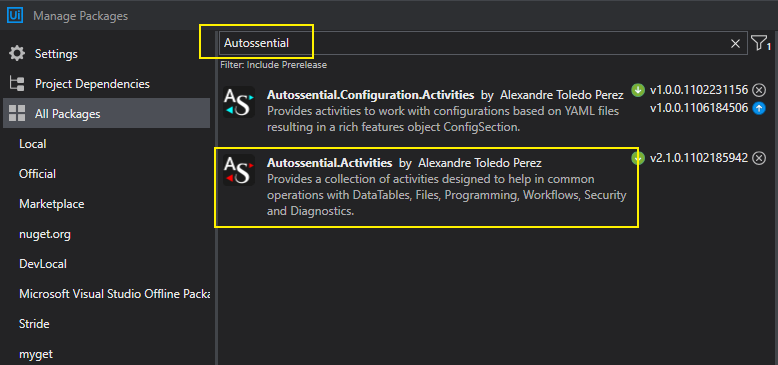 Ui Manage Packages
Settings
Project Dependencies
All Packages
Local
Official
Marketplace
nuget.org
DevLocal
Microsoft Visual Studio Offline Packa
Stride
myget
Autossential
1
Filter: Include Prerelease
AS
Autossential.Configuration.Activities by Alexandre Toledo Perez
v1.0.0.1102231156
Provides activities to work with configurations based on YAML files
v1.0.0.1106184506
resulting in a rich features object ConfigSection.
AS
Autossential.Activities by Alexandre Toledo Perez
v2.1.0.1102185942
Provides a collection of activities designed to help in common
operations with DataTables, Files, Programming, Workflows, Security
and Diagnostics.